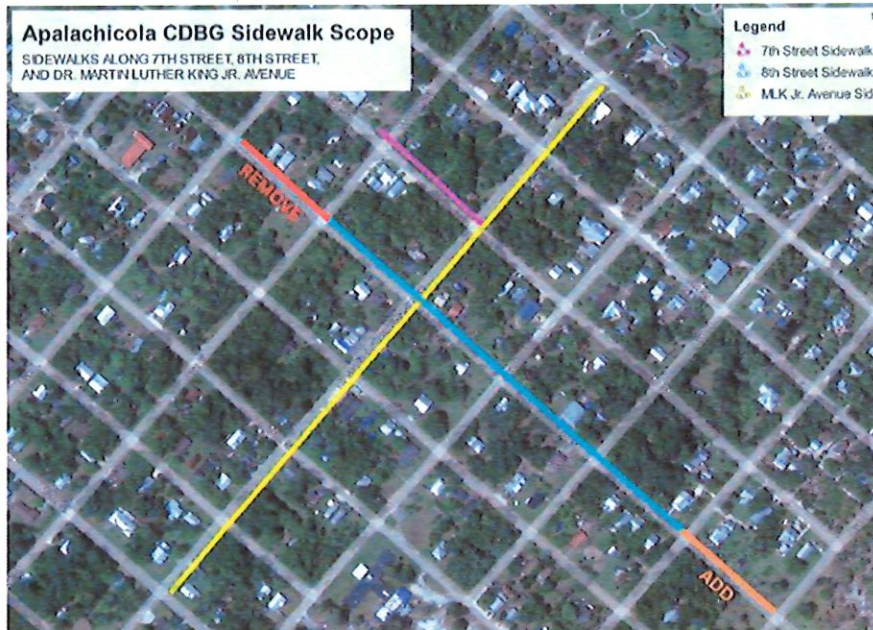 Apalachicola CDBG Sidewalk Scope
SIDEWALKS ALONG 7TH STREET, 8TH STREET,
AND DR. MARTIN LUTHER KING JR. AVENUE
Legend
7th Street Sidewalk
8th Street Sidewalk
MLK Jr. Avenue Sid
REMOVE
ADD